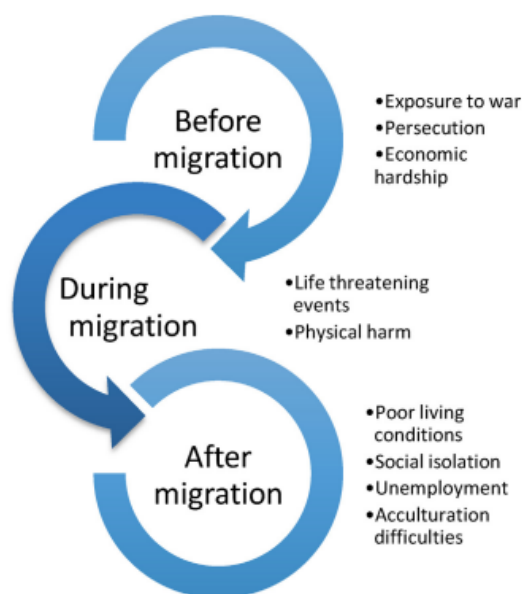 Before
migration
•Exposure to war
•Persecution
•Economic
hardship
During
migration
•Life threatening
events
•Physical harm
After
migration
•Poor living
conditions
•Social isolation
•Unemployment
•Acculturation
difficulties